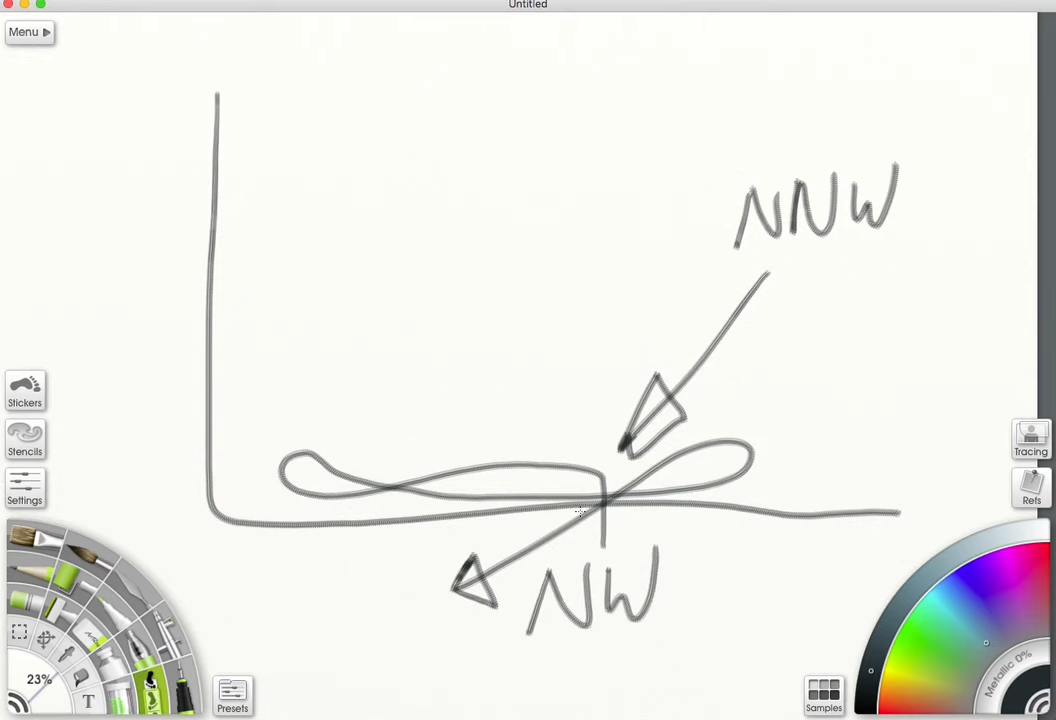 Untitled
Menu
NNW
Stickers
Stencils
Tracing
Settings
Refs
NW
23%
T
Metallic 0%
Presets
Samples